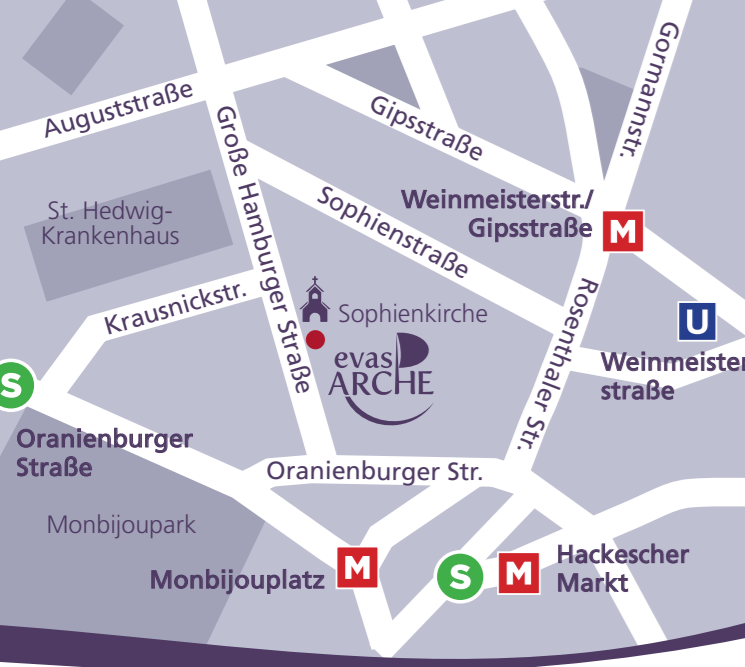 Auguststraße
Große Hamburger Straße
Gipsstraße
Gormannstr.
St. Hedwig-
Krankenhaus
Sophienstraße
Weinmeisterstr./
Gipsstraße
M
Krausnickstr.
Sophienkirche
evas
ARCHE
Rosenthaler Str.
U
Weinmeister
straße
S
Oranienburger
Straße
Oranienburger Str.
Monbijoupark
Monbijouplatz
M
S
M
Hackescher
Markt